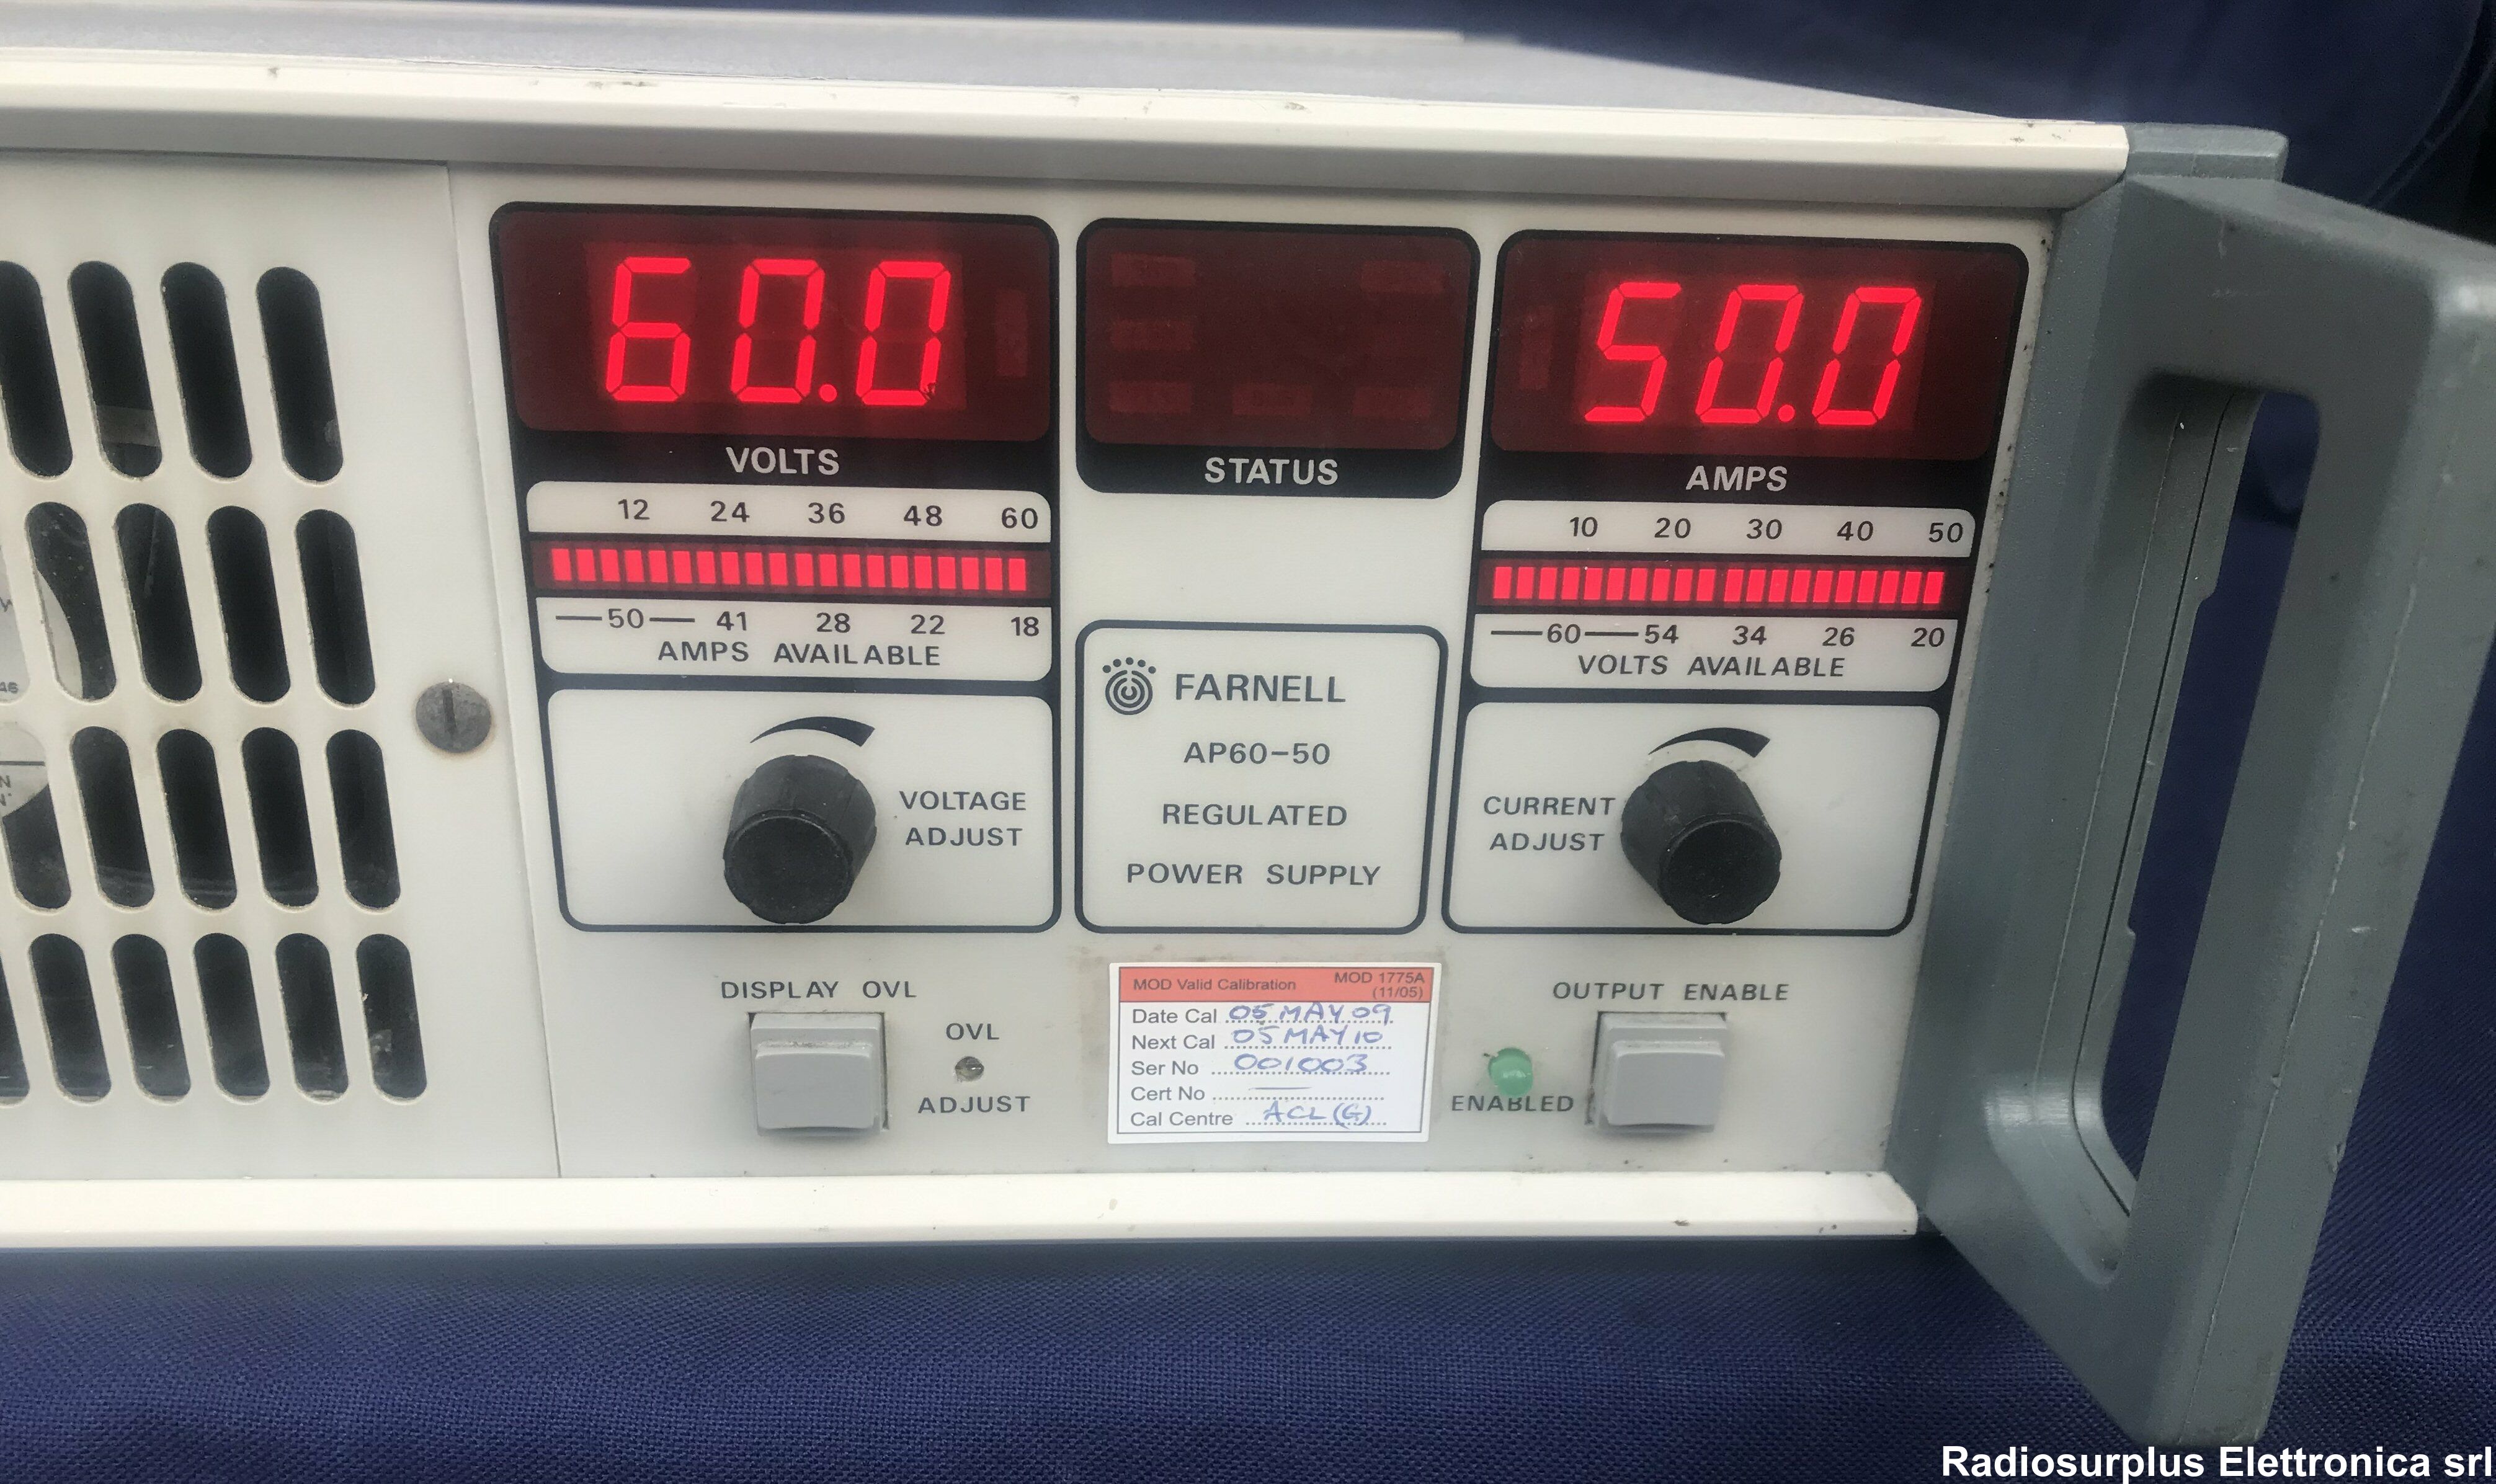 60.0
VOLTS
12 24 36 48 60
50 41 28 22 18
AMPS AVAILABLE
VOLTAGE
ADJUST
STATUS
FARNELL
AP60-50
REGULATED
POWER SUPPLY
50.0
AMPS
10 20 30 40 50
60 54 34 26 20
VOLTS AVAILABLE
CURRENT
ADJUST
DISPLAY OVL
OVL
ADJUST
MOD Valid Calibration MOD 1775A
(11/05)
Date Cal 05 MAY 09
Next Cal 05 MAY 10
Ser No 001003
Cert No
Cal Centre ACL (G)
OUTPUT ENABLE
ENABLED
Radiosurplus Elettronica srl